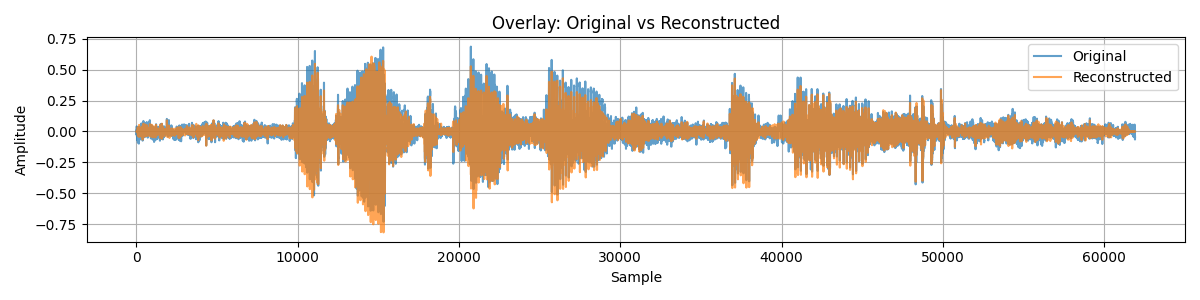 Overlay: Original vs Reconstructed
Original
Reconstructed
Amplitude
0.75
0.50
0.25
0.00
−0.25
−0.50
−0.75
0 10000 20000 30000 40000 50000 60000
Sample